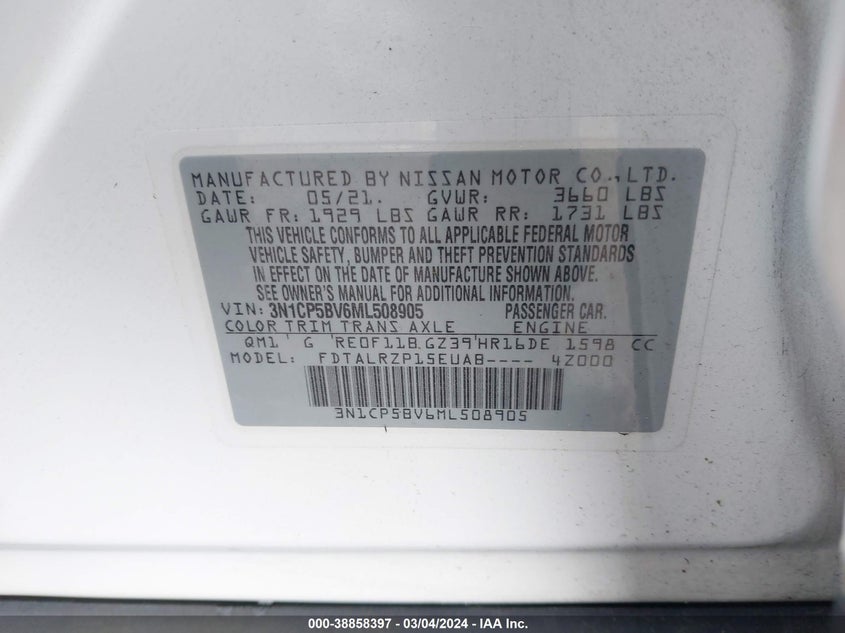 MANUFACTURED BY NISSAN MOTOR CO., LTD.
DATE: 05/21. GVWR: 3660 LBS
GAWR FR: 1929 LBS GAWR RR: 1731 LBS
THIS VEHICLE CONFORMS TO ALL APPLICABLE FEDERAL MOTOR
VEHICLE SAFETY, BUMPER AND THEFT PREVENTION STANDARDS
IN EFFECT ON THE DATE OF MANUFACTURE SHOWN ABOVE.
SEE OWNER'S MANUAL FOR ADDITIONAL INFORMATION.
VIN: 3N1CP5BV6ML508905 PASSENGER CAR.
COLOR TRIM TRANS AXLE ENGINE
QM1 G RE0F11B GZ39 HR16DE 1598 CC
MODEL: FDTALRZP15EUAB---- 4Z000
3N1CP5BV6ML508905
000-38858397 - 03/04/2024 - IAA Inc.